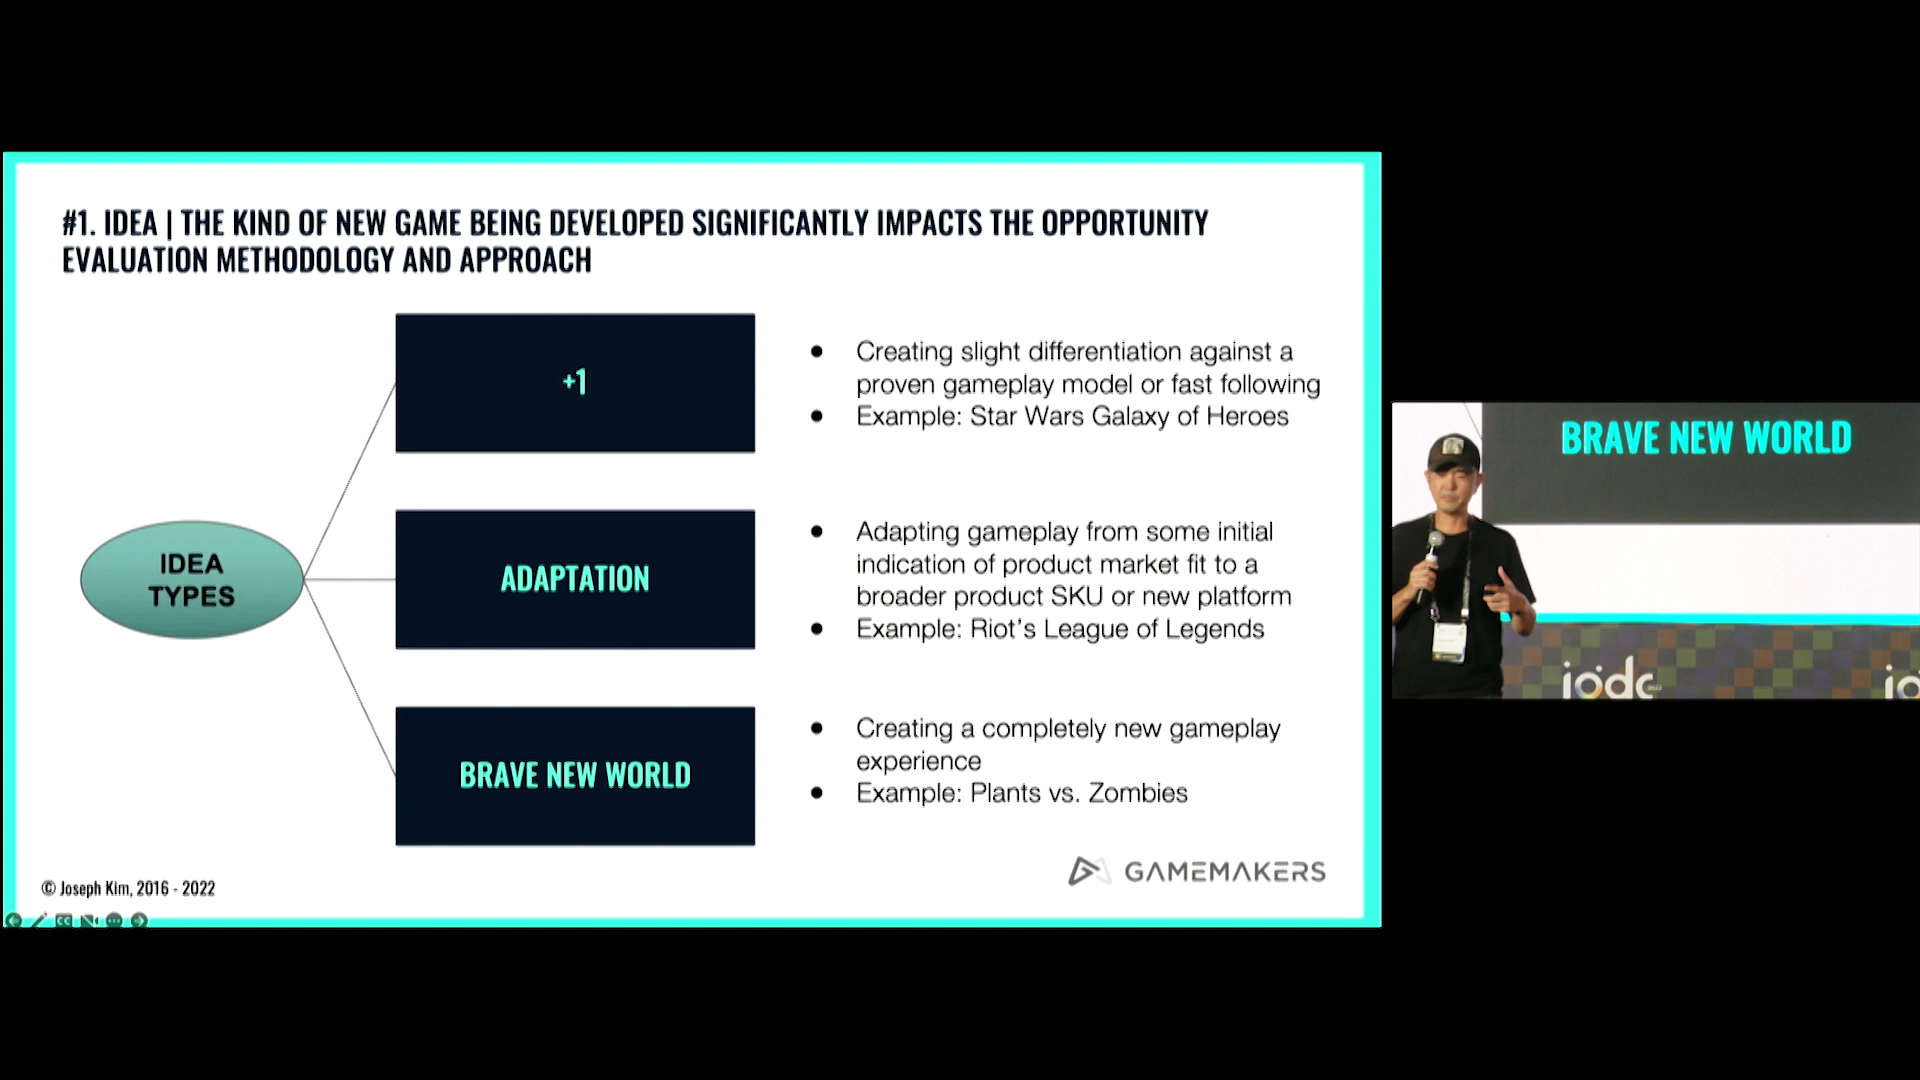 #1. IDEA | THE KIND OF NEW GAME BEING DEVELOPED SIGNIFICANTLY IMPACTS THE OPPORTUNITY
EVALUATION METHODOLOGY AND APPROACH
IDEA
TYPES
+1
● Creating slight differentiation against a
proven gameplay model or fast following
● Example: Star Wars Galaxy of Heroes
ADAPTATION
● Adapting gameplay from some initial
indication of product market fit to a
broader product SKU or new platform
● Example: Riot's League of Legends
BRAVE NEW WORLD
● Creating a completely new gameplay
experience
● Example: Plants vs. Zombies
GAMEMAKERS
© Joseph Kim, 2016 - 2022
CC
BRAVE NEW WORLD